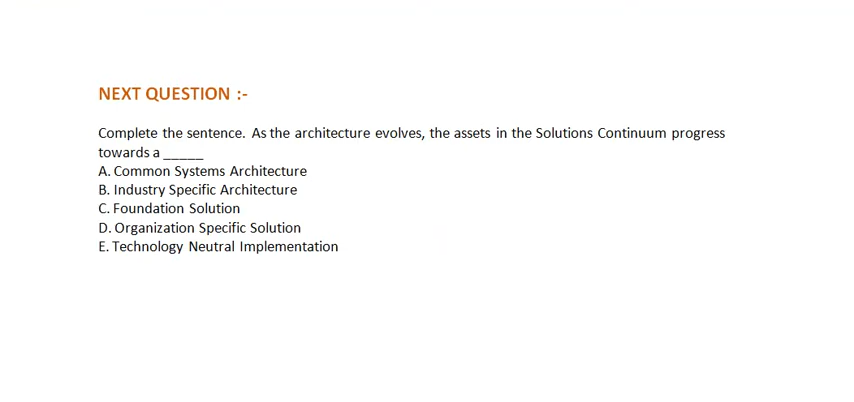 NEXT QUESTION :-
Complete the sentence. As the architecture evolves, the assets in the Solutions Continuum progress
towards a _____
A. Common Systems Architecture
B. Industry Specific Architecture
C. Foundation Solution
D. Organization Specific Solution
E. Technology Neutral Implementation